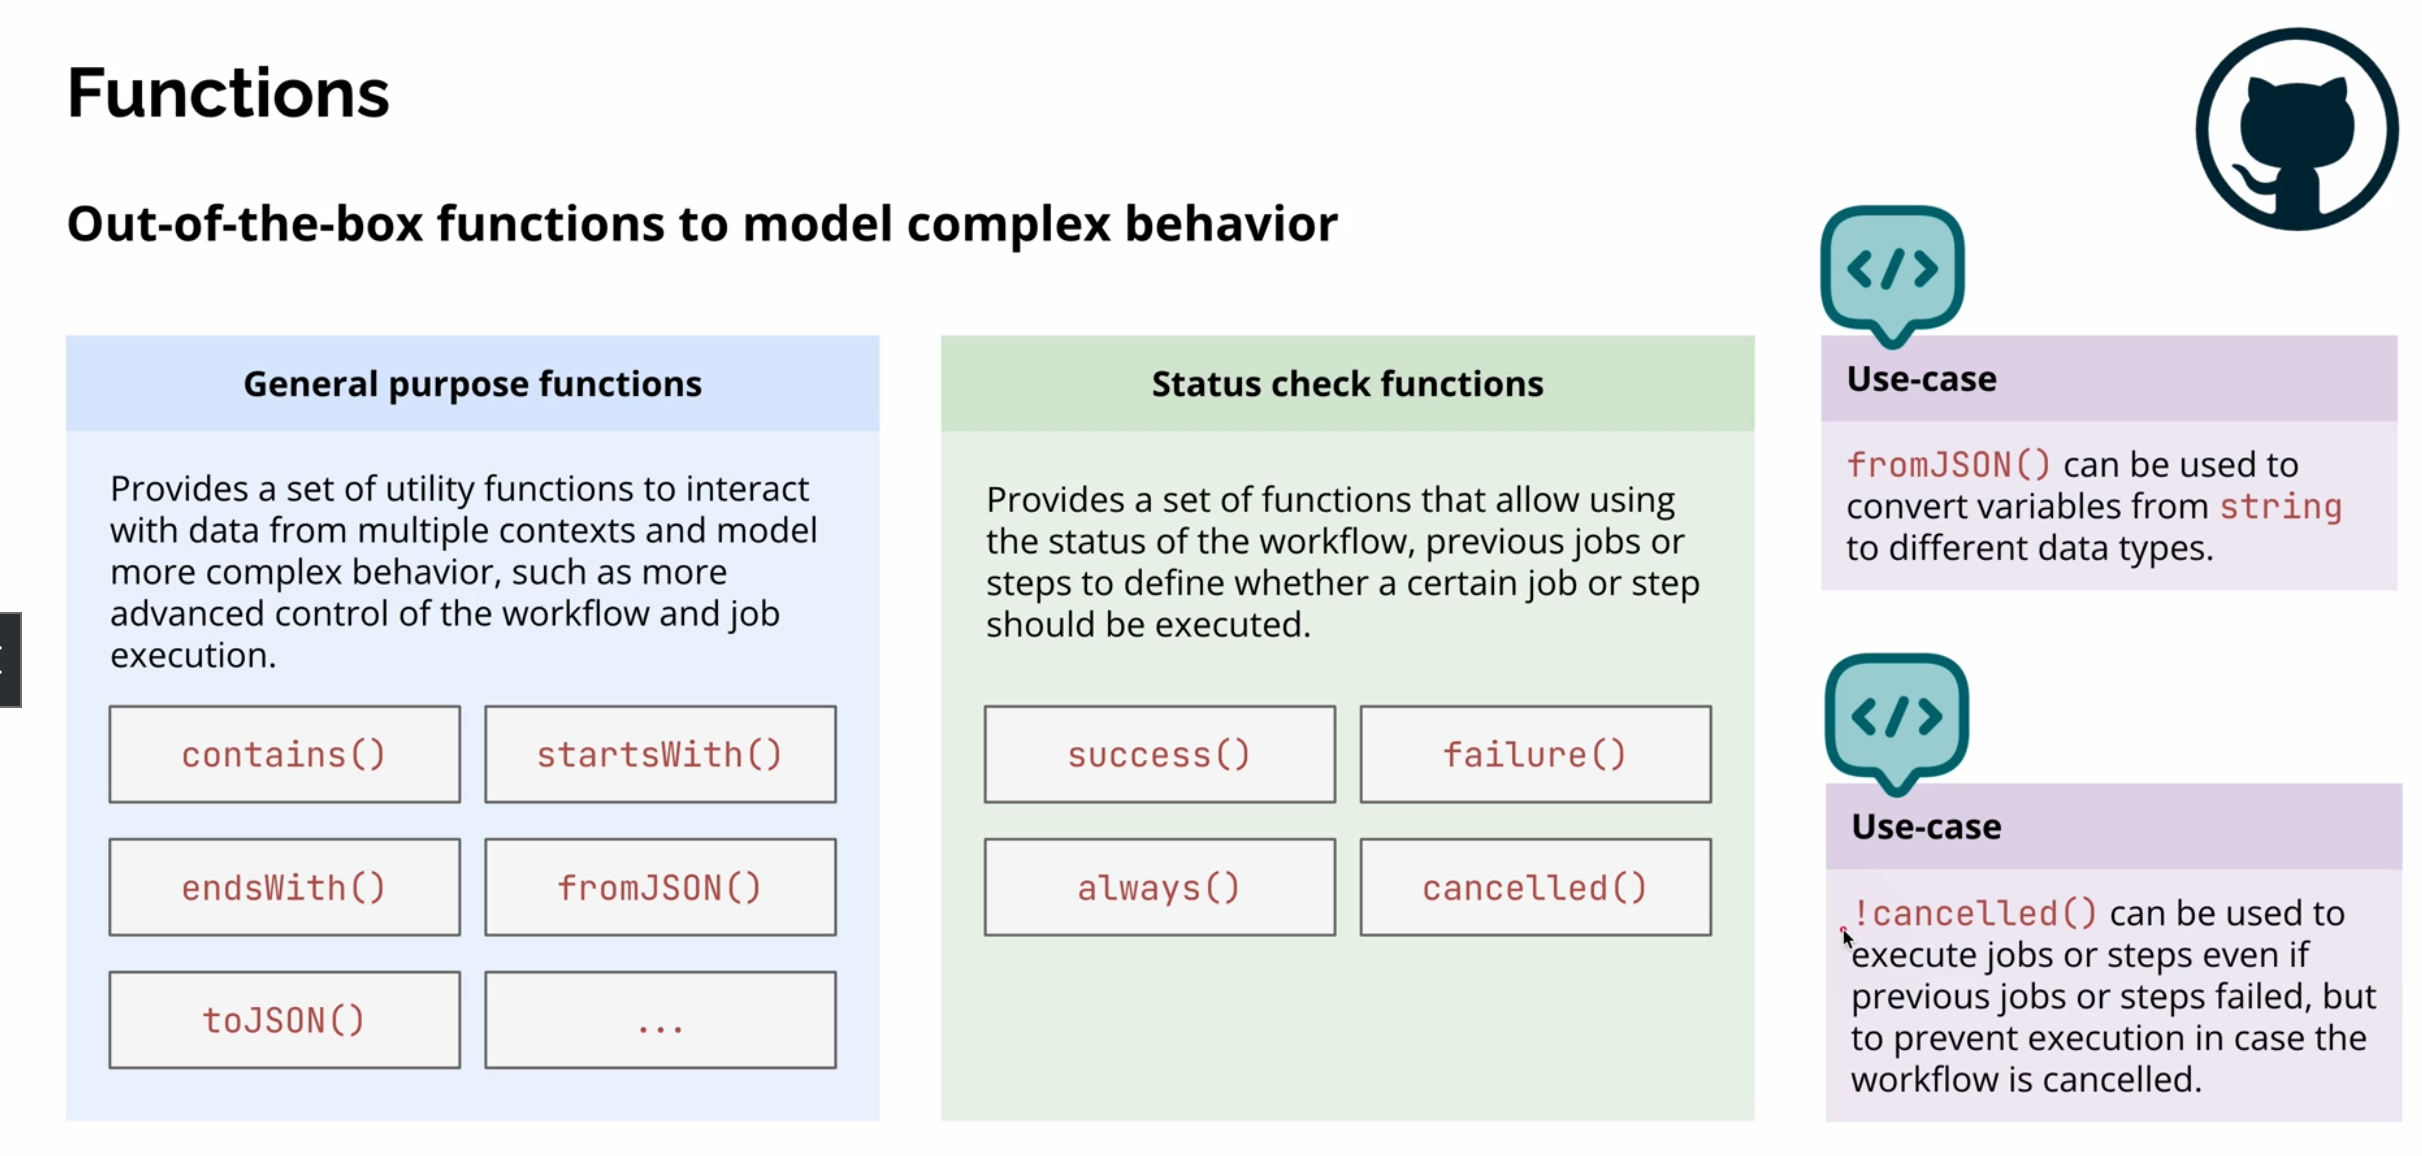 Functions
Out-of-the-box functions to model complex behavior
General purpose functions
Provides a set of utility functions to interact
with data from multiple contexts and model
more complex behavior, such as more
advanced control of the workflow and job
execution.
contains()
startsWith()
endsWith()
fromJSON()
toJSON()
...
Status check functions
Provides a set of functions that allow using
the status of the workflow, previous jobs or
steps to define whether a certain job or step
should be executed.
success()
failure()
always()
cancelled()
</>
Use-case
fromJSON() can be used to
convert variables from string
to different data types.
</>
Use-case
!cancelled() can be used to
execute jobs or steps even if
previous jobs or steps failed, but
to prevent execution in case the
workflow is cancelled.